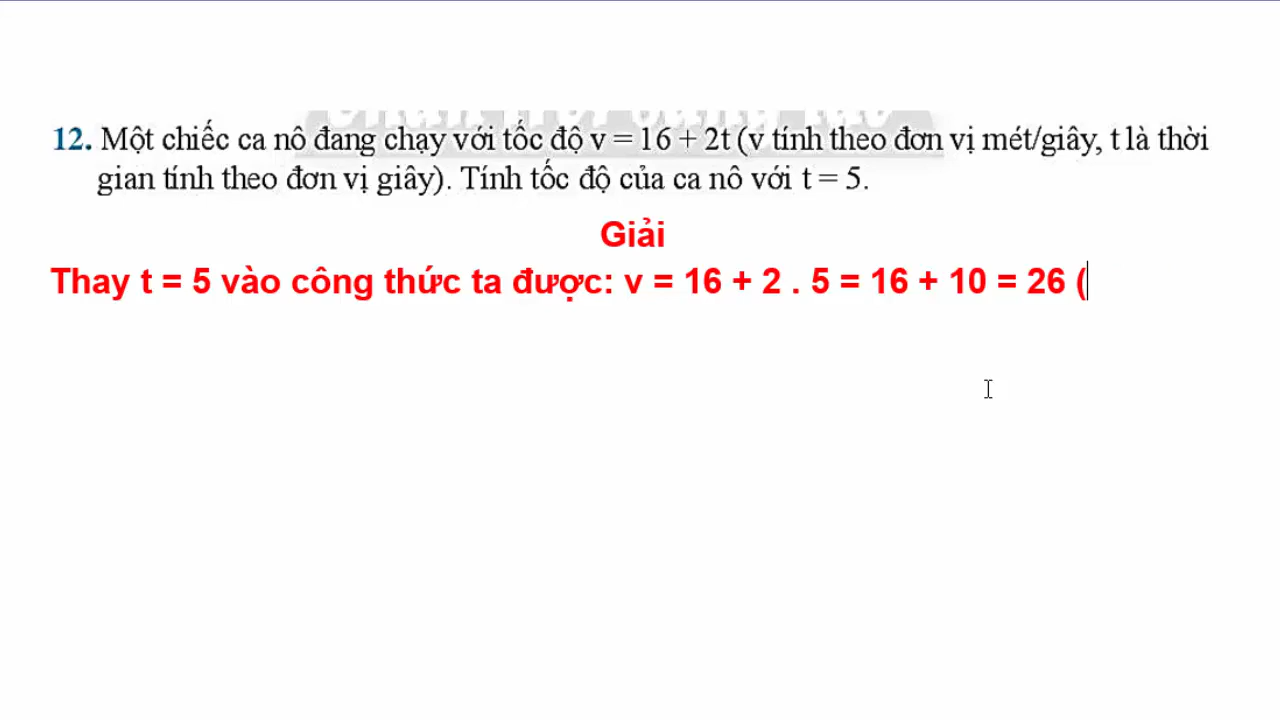 12. Một chiếc ca nô đang chạy với tốc độ v = 16 + 2t (v tính theo đơn vị mét/giây, t là thời
gian tính theo đơn vị giây). Tính tốc độ của ca nô với t = 5.
Giải
Thay t = 5 vào công thức ta được: v = 16 + 2 . 5 = 16 + 10 = 26 (